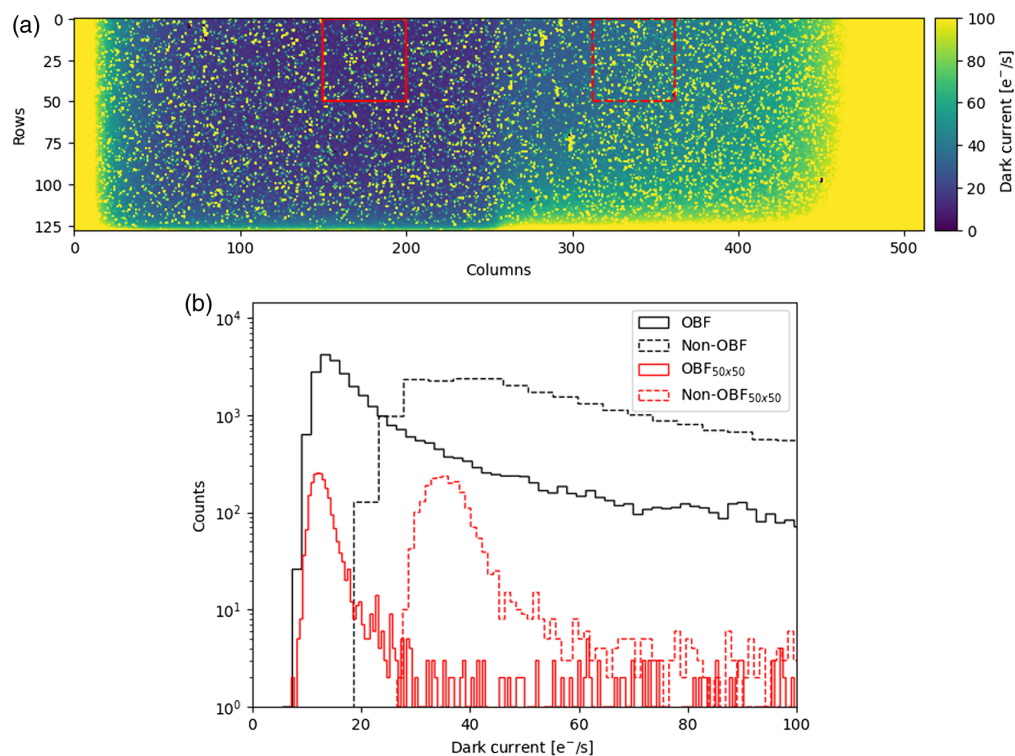 (a)
0
25
50
75
100
125
Rows
0 100 200 300 400 500
Columns
100
80
60
40
20
0
Dark current [e⁻/s]
(b)
10⁴
10³
10²
10¹
10⁰
Counts
OBF
Non-OBF
OBF₅₀ₓ₅₀
Non-OBF₅₀ₓ₅₀
0 20 40 60 80 100
Dark current [e⁻/s]